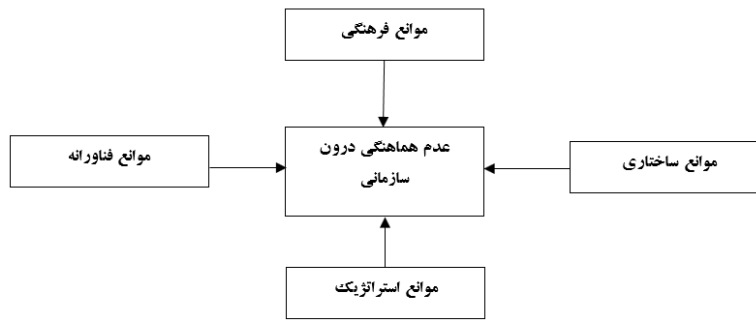 موانع فرهنگی
عدم هماهنگی درون
سازمانی
موانع ساختاری
موانع فناورانه
موانع استراتژیک